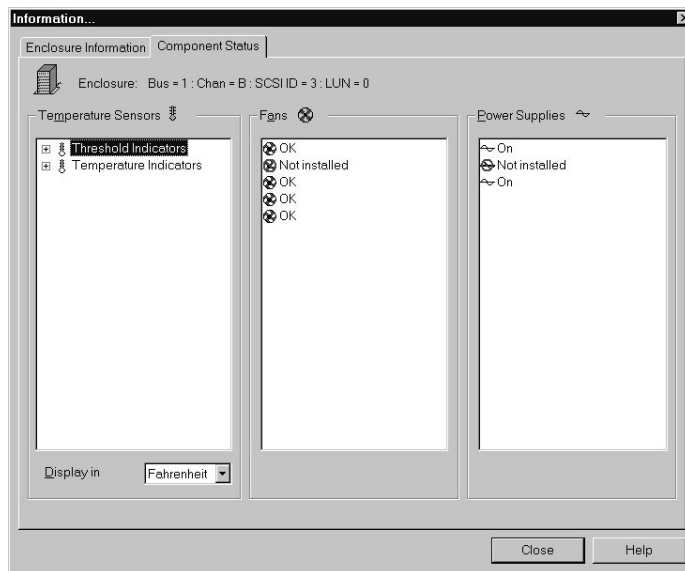 Information...
Enclosure Information
Component Status
Enclosure: Bus = 1 : Chan = B : SCSI ID = 3 : LUN = 0
Temperature Sensors
Threshold Indicators
Temperature Indicators
Display in
Fahrenheit
Fans
OK
Not installed
OK
OK
OK
Power Supplies
On
Not installed
On
Close
Help